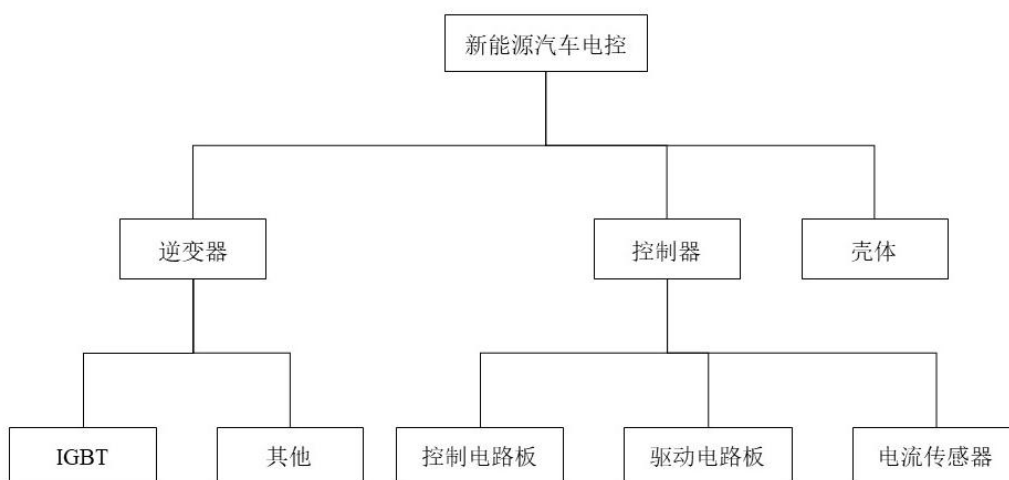 新能源汽车电控
逆变器
控制器
壳体
IGBT
其他
控制电路板
驱动电路板
电流传感器